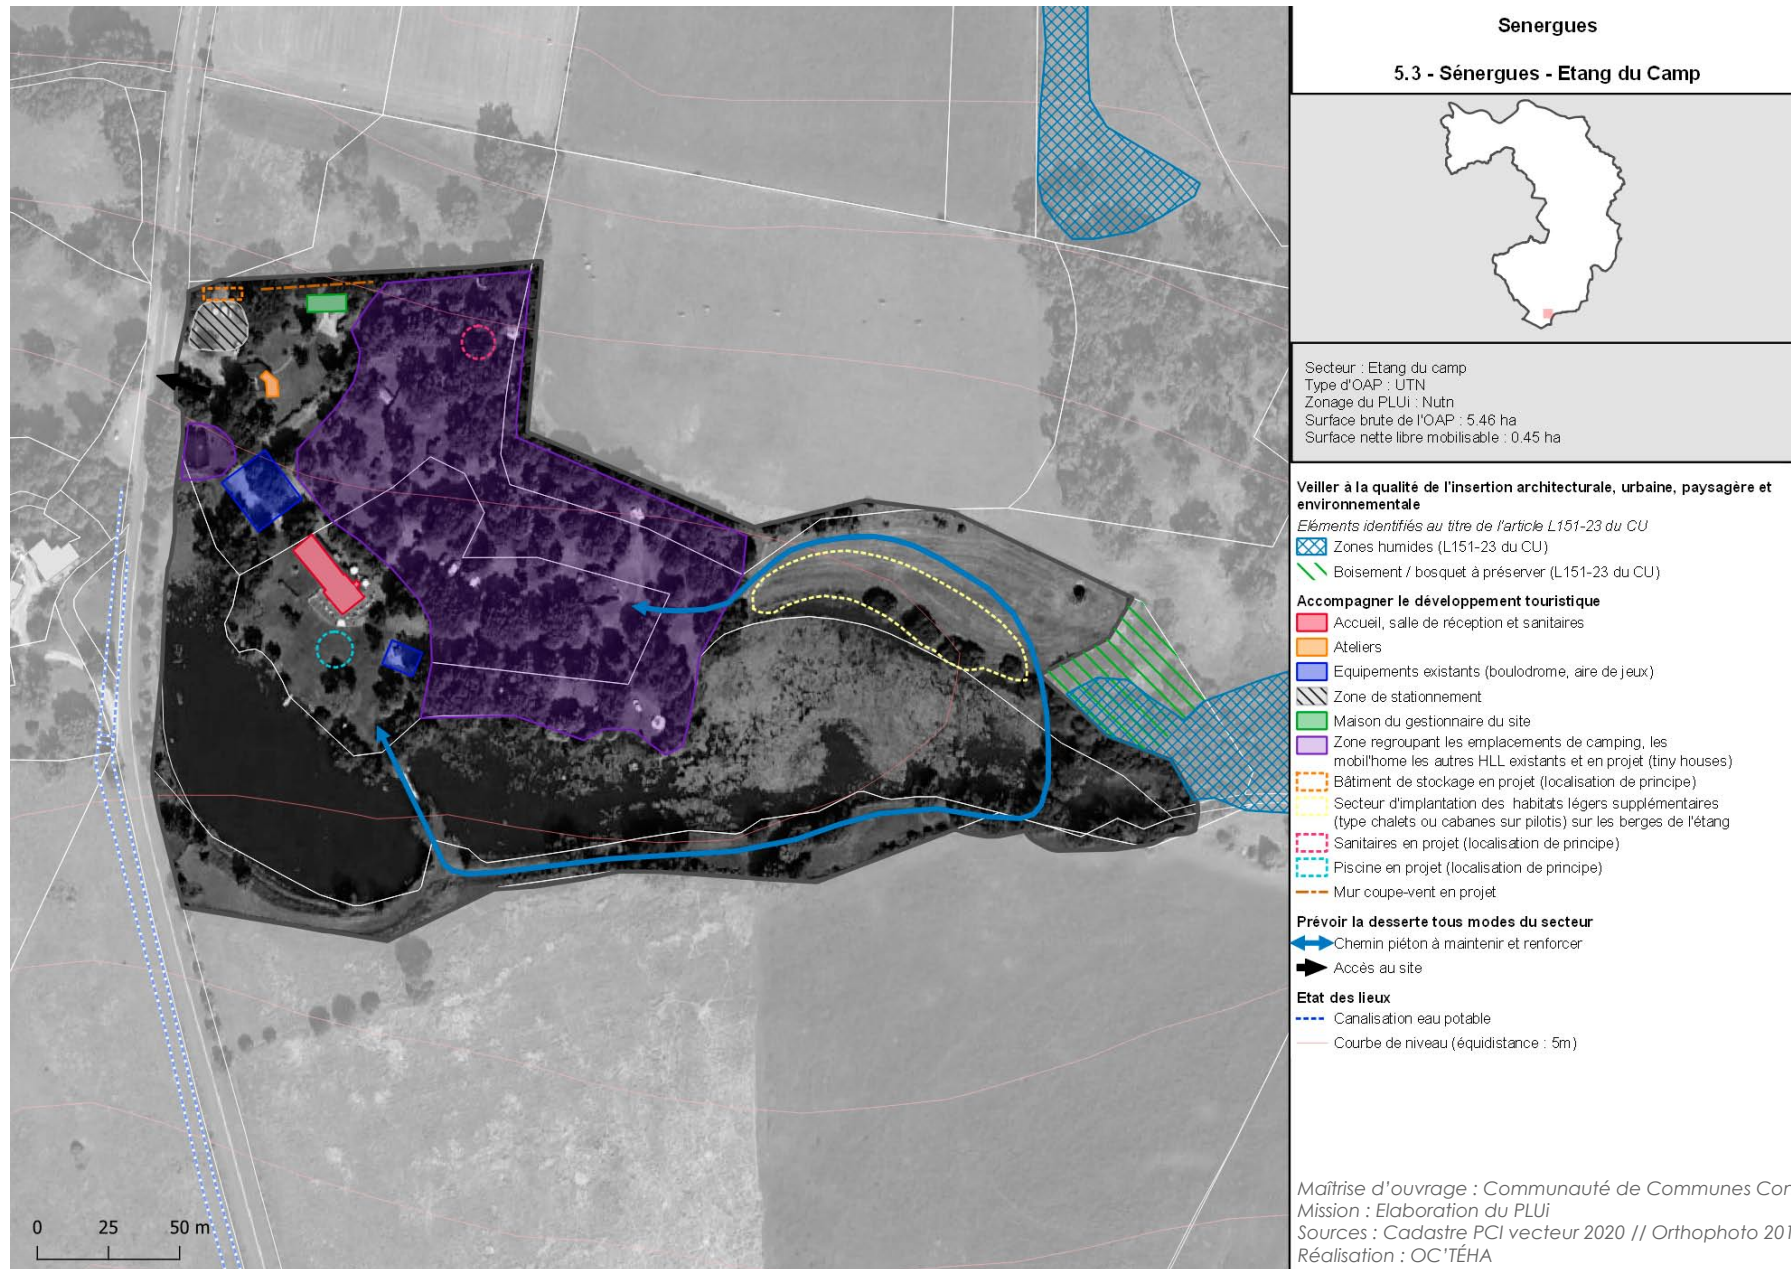 Senergues
5.3 - Sénergues - Etang du Camp
Secteur : Etang du camp
Type d'OAP : UTN
Zonage du PLUi : Nutn
Surface brute de l'OAP : 5.46 ha
Surface nette libre mobilisable : 0.45 ha
Veiller à la qualité de l'insertion architecturale, urbaine, paysagère et
environnementale
Eléments identifiés au titre de l'article L151-23 du CU
Zones humides (L151-23 du CU)
Boisement / bosquet à préserver (L151-23 du CU)
Accompagner le développement touristique
Accueil, salle de réception et sanitaires
Ateliers
Equipements existants (boulodrome, aire de jeux)
Zone de stationnement
Maison du gestionnaire du site
Zone regroupant les emplacements de camping, les
mobil'home les autres HLL existants et en projet (tiny houses)
Bâtiment de stockage en projet (localisation de principe)
Secteur d'implantation des habitats légers supplémentaires
(type chalets ou cabanes sur pilotis) sur les berges de l'étang
Sanitaires en projet (localisation de principe)
Piscine en projet (localisation de principe)
Mur coupe-vent en projet
Prévoir la desserte tous modes du secteur
Chemin piéton à maintenir et renforcer
Accès au site
Etat des lieux
Canalisation eau potable
Courbe de niveau (équidistance : 5m)
Maîtrise d'ouvrage : Communauté de Communes
Mission : Elaboration du PLUi
Sources : Cadastre PCI vecteur 2020 // Orthophoto
Réalisation : OC'TÉHA
0 25 50 m